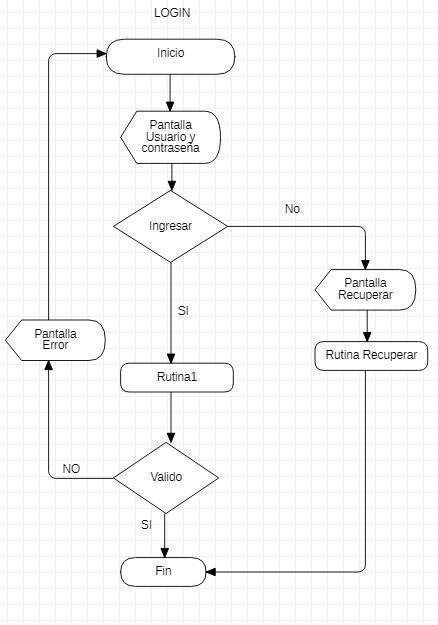 LOGIN
Inicio
Pantalla
Usuario y
contraseña
Ingresar
No
Pantalla
Recuperar
SI
Pantalla
Error
Rutina Recuperar
Rutina1
Valido
NO
SI
Fin